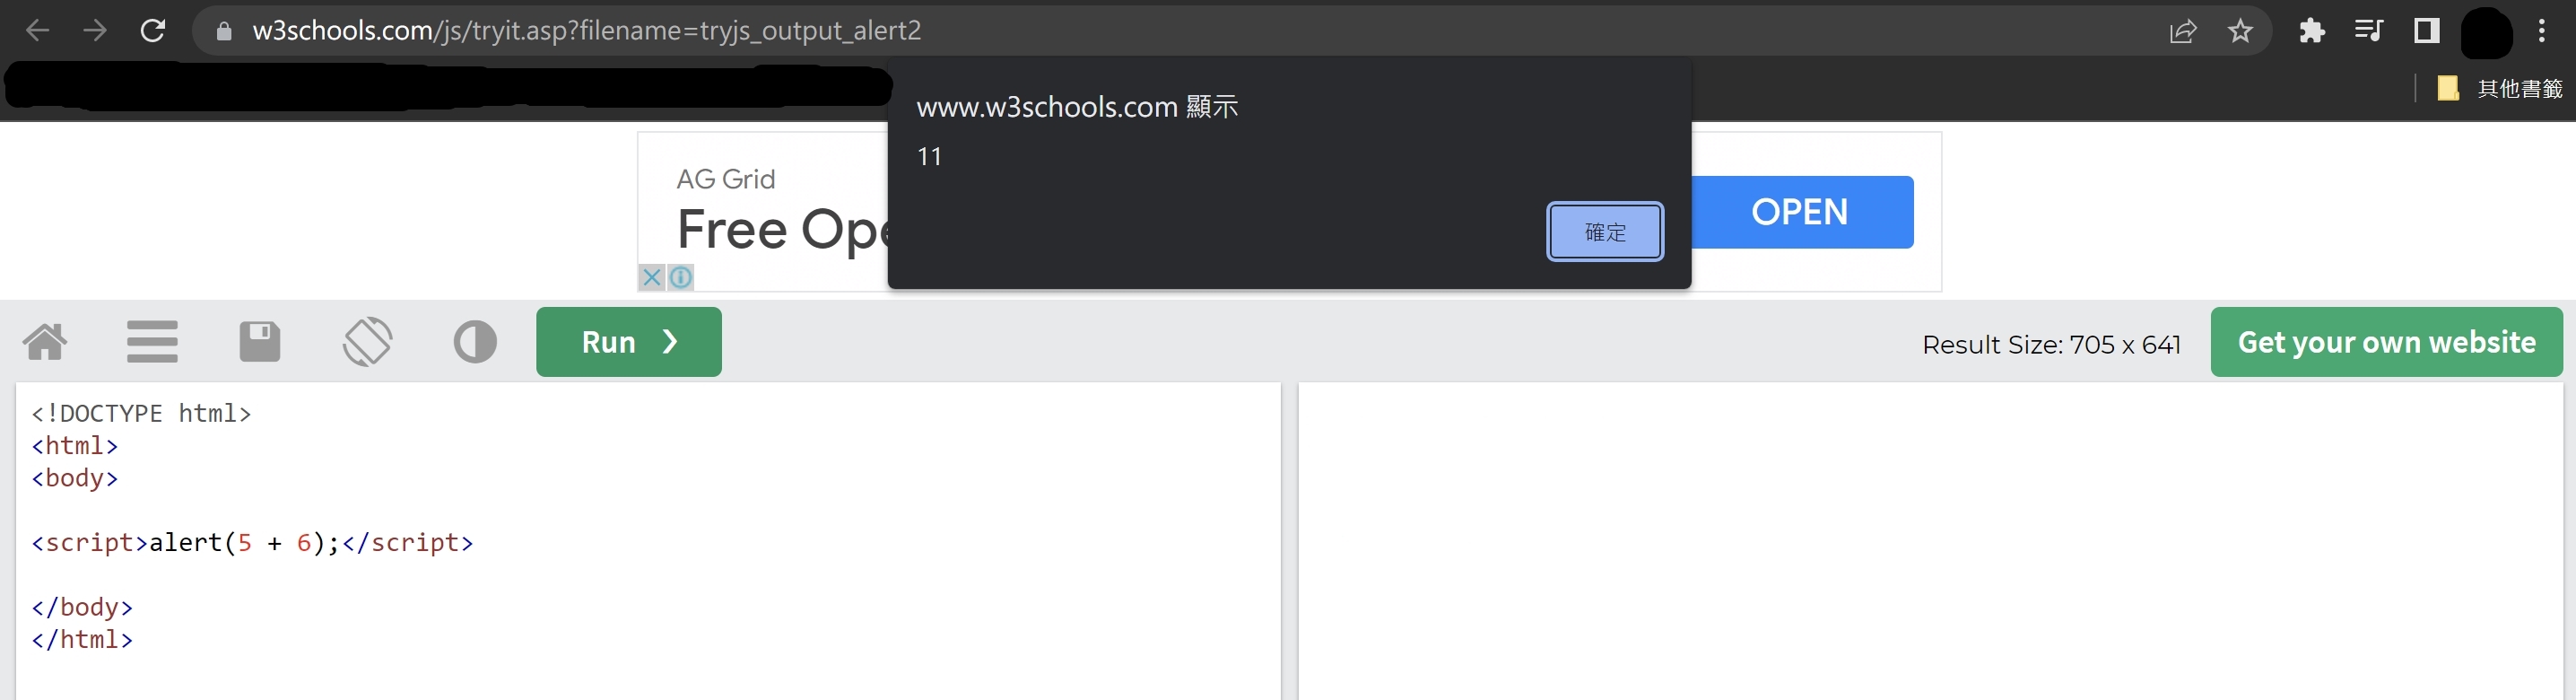 w3schools.com/js/tryit.asp?filename=tryjs_output_alert2
其他書籤
www.w3schools.com 顯示
11
確定
AG Grid
Free Ope
OPEN
Run ❯
Result Size: 705 x 641
Get your own website
<!DOCTYPE html>
<html>
<body>
<script>alert(5 + 6);</script>
</body>
</html>